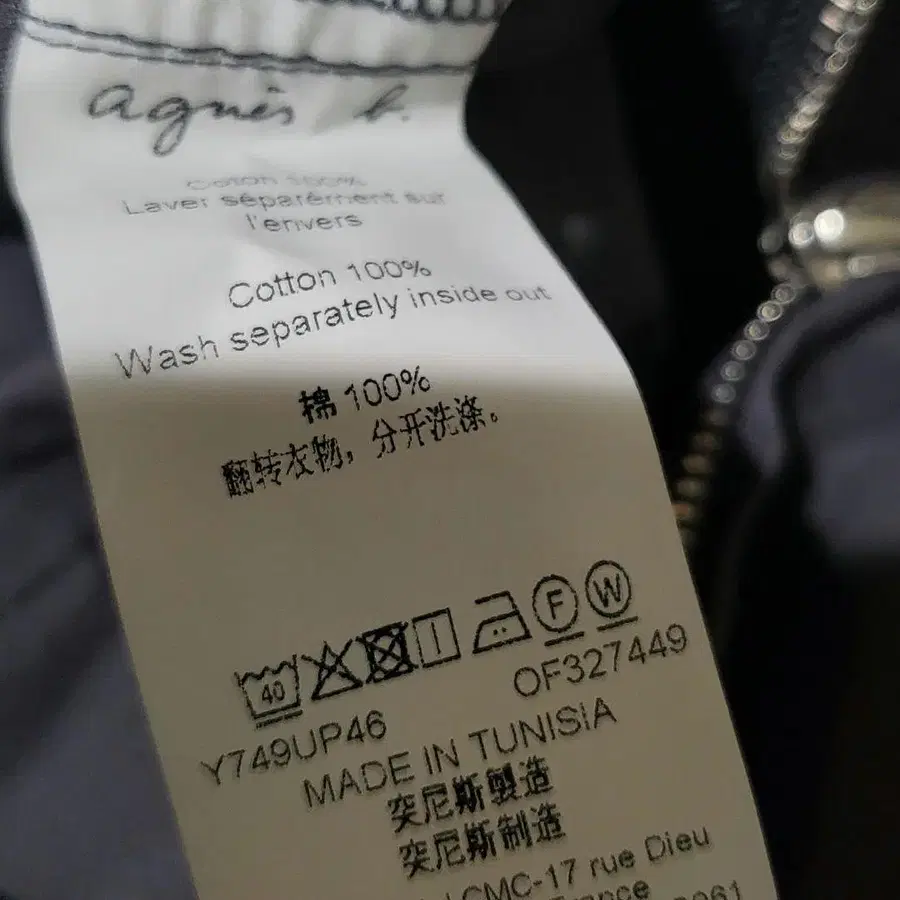 agnès b.
Coton 100%
Laver séparément sur
l'envers
Cotton 100%
Wash separately inside out
棉 100%
翻转衣物，分开洗涤。
40 F W
Y749UP46 OF327449
MADE IN TUNISIA
突尼斯製造
突尼斯制造
CMC-17 rue Dieu